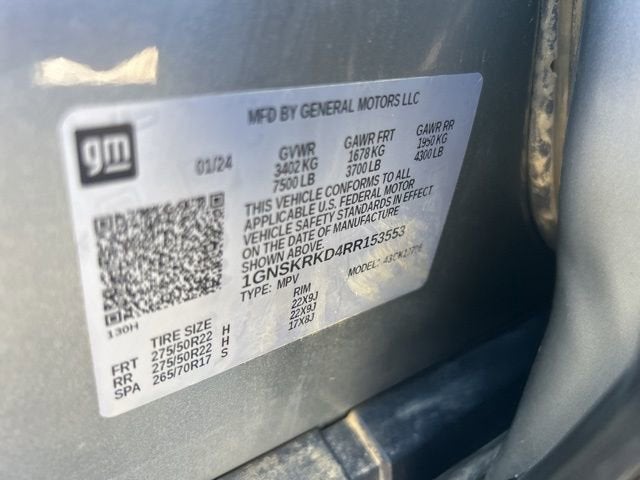 MFD BY GENERAL MOTORS LLC
gm
01/24
GVWR GAWR FRT GAWR RR
3402 KG 1678 KG 1950 KG
7500 LB 3700 LB 4300 LB
THIS VEHICLE CONFORMS TO ALL
APPLICABLE U.S. FEDERAL MOTOR
VEHICLE SAFETY STANDARDS IN EFFECT
ON THE DATE OF MANUFACTURE
SHOWN ABOVE.
1GNSKRKD4RR153553
TYPE: MPV MODEL:
130H
TIRE SIZE RIM
FRT 275/50R22 H 22X9J
RR 275/50R22 H 22X9J
SPA 265/70R17 S 17X8J